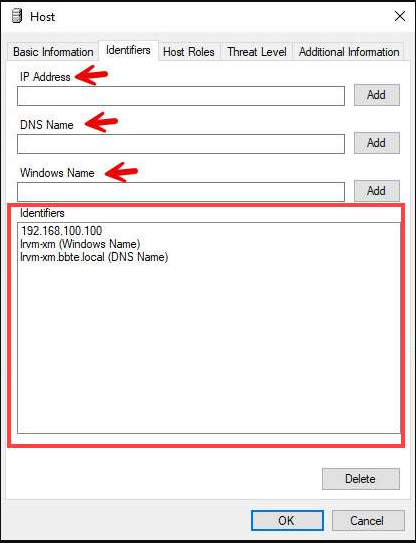 Host
Basic Information Identifiers Host Roles Threat Level Additional Information
IP Address
Add
DNS Name
Add
Windows Name
Add
Identifiers
192.168.100.100
lrvm-xm (Windows Name)
lrvm-xm.bbte.local (DNS Name)
Delete
OK Cancel